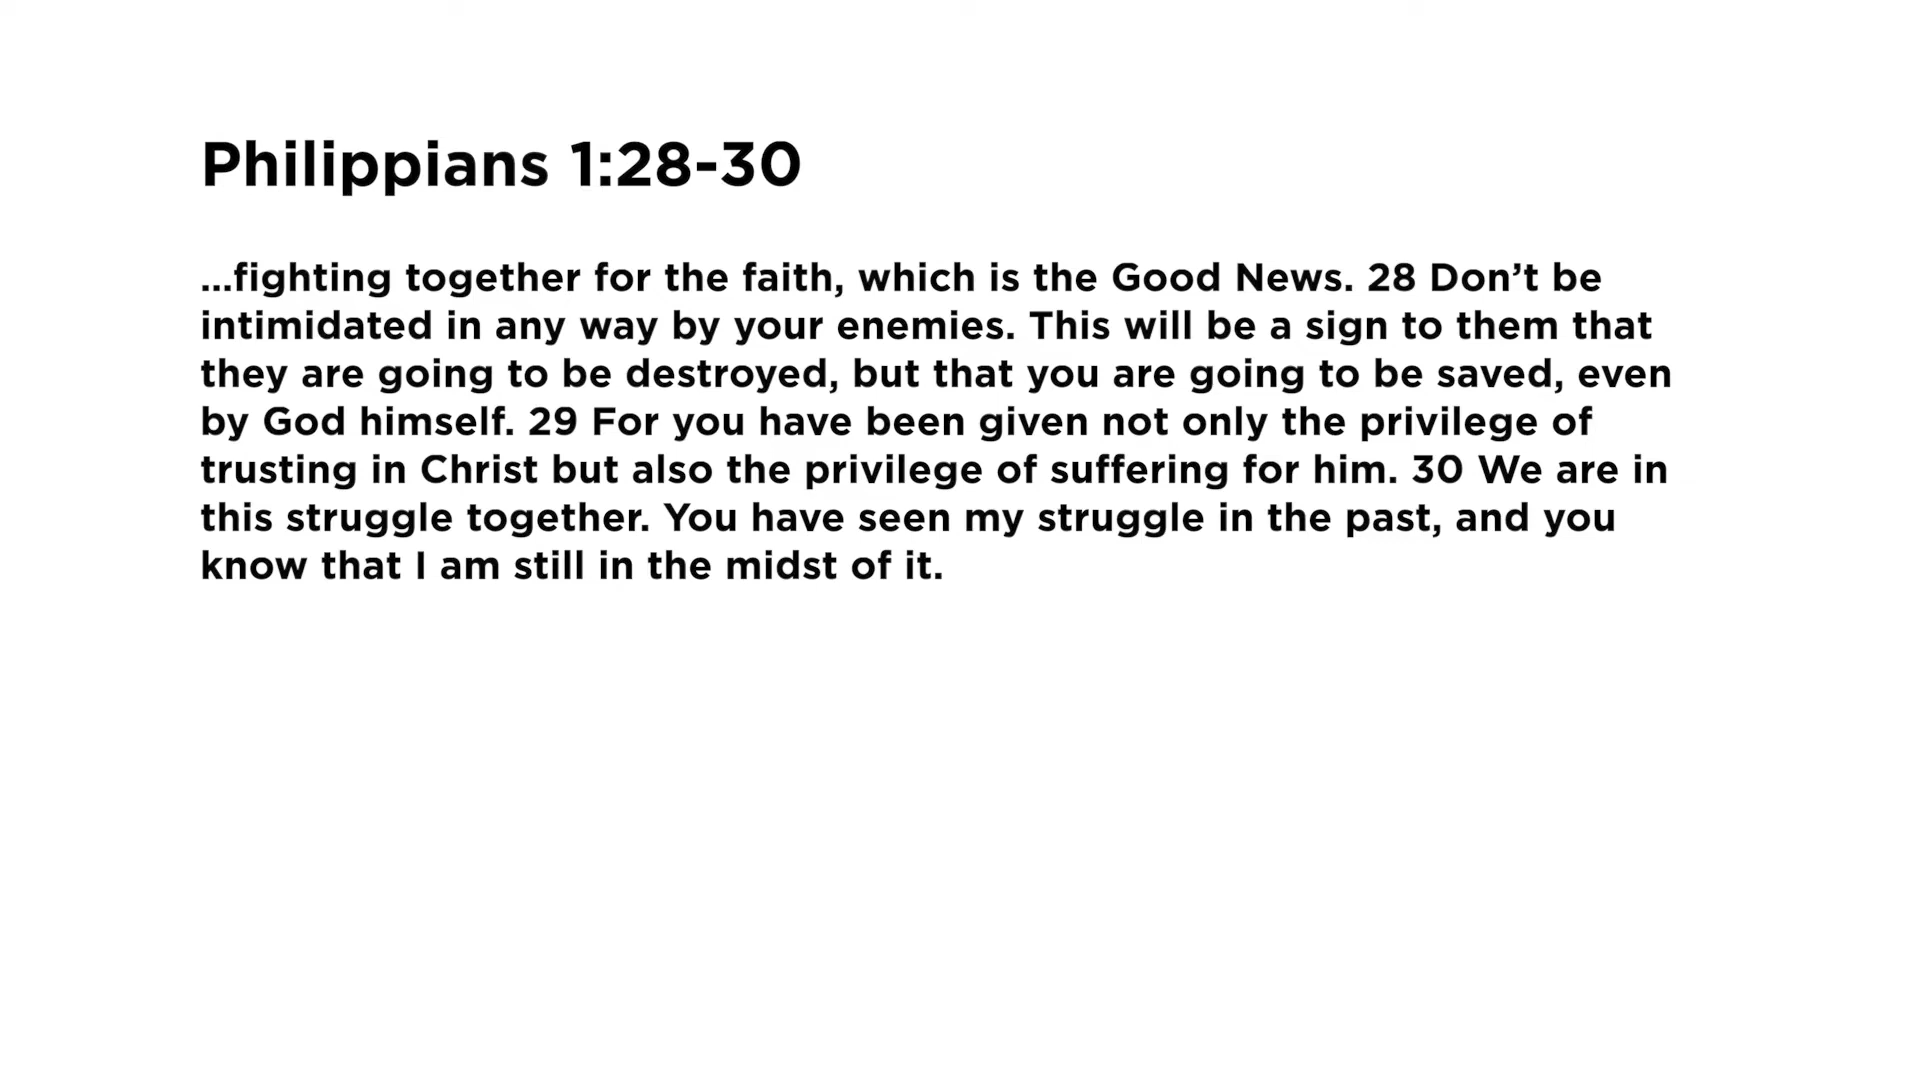 Philippians 1:28-30
...fighting together for the faith, which is the Good News. 28 Don’t be
intimidated in any way by your enemies. This will be a sign to them that
they are going to be destroyed, but that you are going to be saved, even
by God himself. 29 For you have been given not only the privilege of
trusting in Christ but also the privilege of suffering for him. 30 We are in
this struggle together. You have seen my struggle in the past, and you
know that I am still in the midst of it.